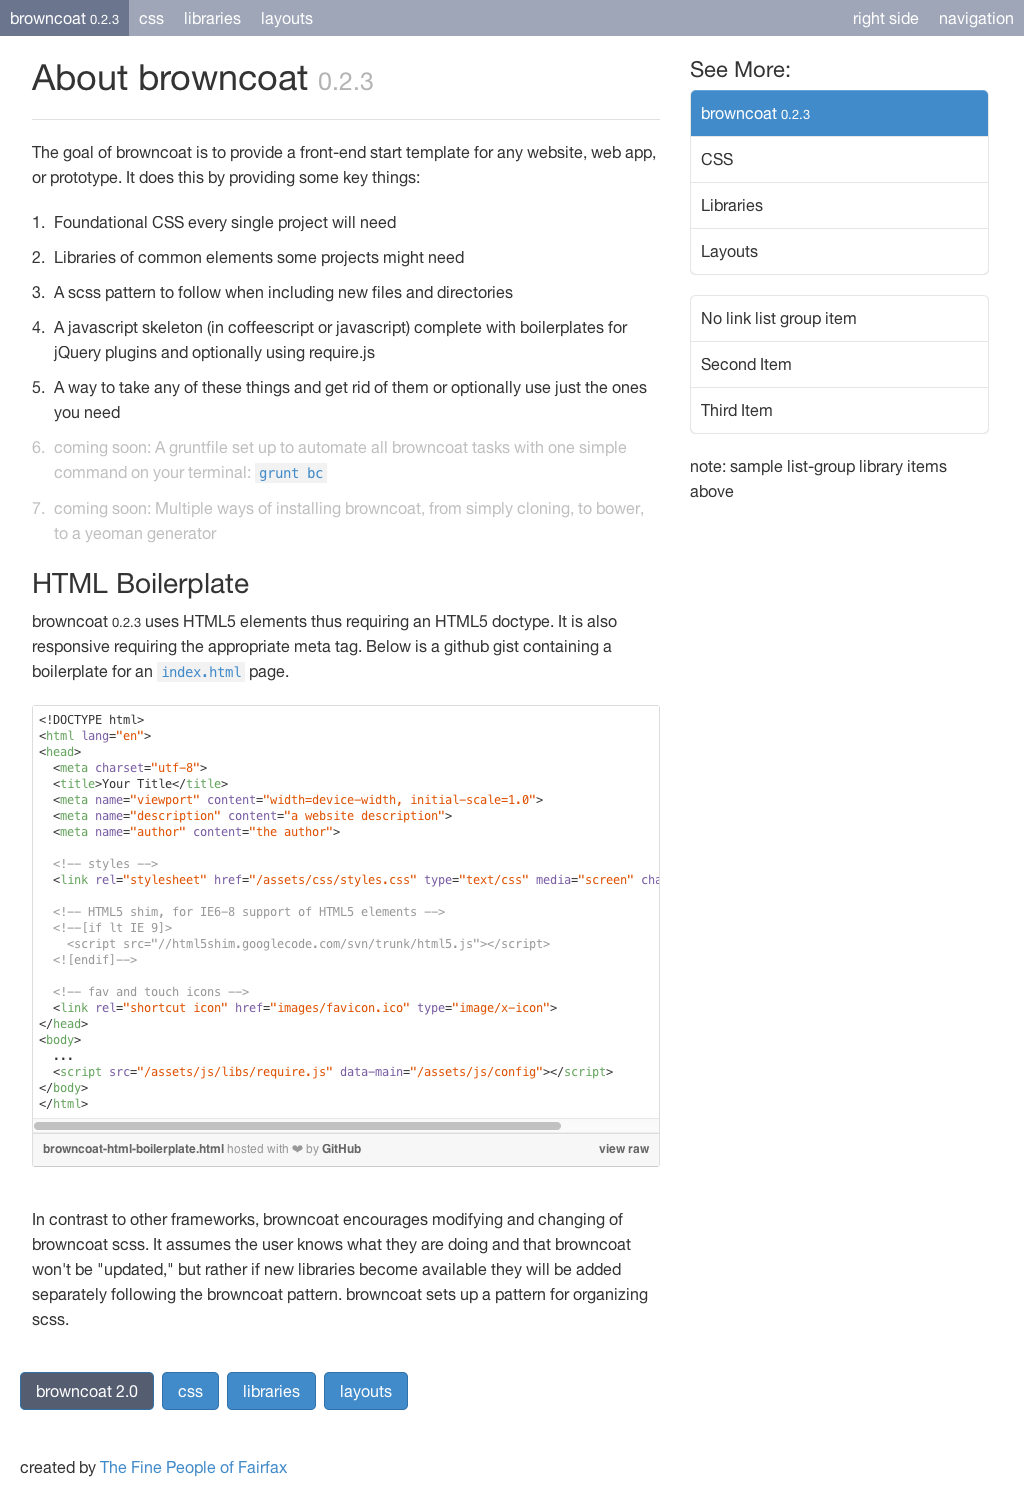 browncoat 0.2.3 css libraries layouts right side navigation
About browncoat 0.2.3
The goal of browncoat is to provide a front-end start template for any website, web app,
or prototype. It does this by providing some key things:
1. Foundational CSS every single project will need
2. Libraries of common elements some projects might need
3. A scss pattern to follow when including new files and directories
4. A javascript skeleton (in coffeescript or javascript) complete with boilerplates for
jQuery plugins and optionally using require.js
5. A way to take any of these things and get rid of them or optionally use just the ones
you need
6. coming soon: A gruntfile set up to automate all browncoat tasks with one simple
command on your terminal: grunt bc
7. coming soon: Multiple ways of installing browncoat, from simply cloning, to bower,
to a yeoman generator
HTML Boilerplate
browncoat 0.2.3 uses HTML5 elements thus requiring an HTML5 doctype. It is also
responsive requiring the appropriate meta tag. Below is a github gist containing a
boilerplate for an index.html page.
<!DOCTYPE html>
<html lang="en">
<head>
  <meta charset="utf-8">
  <title>Your Title</title>
  <meta name="viewport" content="width=device-width, initial-scale=1.0">
  <meta name="description" content="a website description">
  <meta name="author" content="the author">
  <!-- styles -->
  <link rel="stylesheet" href="/assets/css/styles.css" type="text/css" media="screen" cha
  <!-- HTML5 shim, for IE6-8 support of HTML5 elements -->
  <!--[if lt IE 9]>
    <script src="//html5shim.googlecode.com/svn/trunk/html5.js"></script>
  <![endif]-->
  <!-- fav and touch icons -->
  <link rel="shortcut icon" href="images/favicon.ico" type="image/x-icon">
</head>
<body>
  ...
  <script src="/assets/js/libs/require.js" data-main="/assets/js/config"></script>
</body>
</html>
browncoat-html-boilerplate.html hosted with ❤ by GitHub view raw
In contrast to other frameworks, browncoat encourages modifying and changing of
browncoat scss. It assumes the user knows what they are doing and that browncoat
won't be "updated," but rather if new libraries become available they will be added
separately following the browncoat pattern. browncoat sets up a pattern for organizing
scss.
See More:
browncoat 0.2.3
CSS
Libraries
Layouts
No link list group item
Second Item
Third Item
note: sample list-group library items
above
browncoat 2.0 css libraries layouts
created by The Fine People of Fairfax